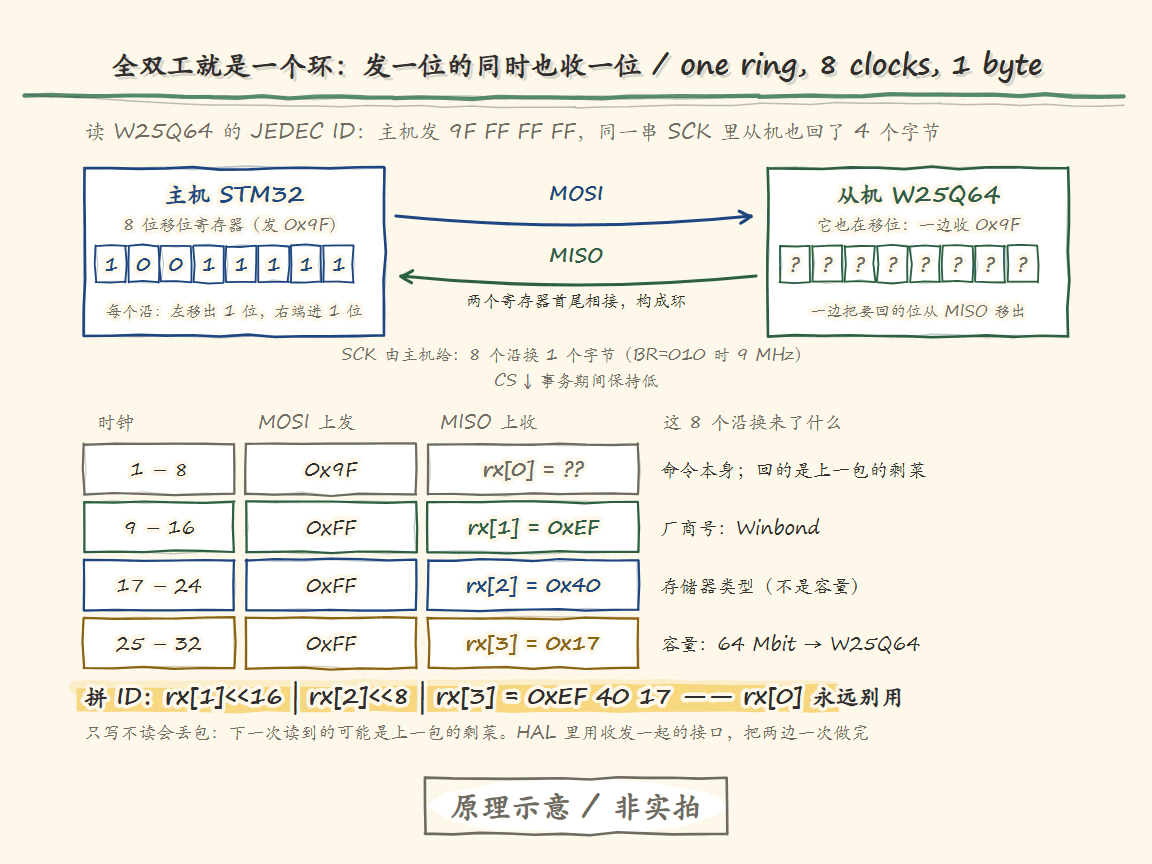 全双工就是一个环：发一位的同时也收一位 / one ring, 8 clocks, 1 byte
读 W25Q64 的 JEDEC ID：主机发 9F FF FF FF，同一串 SCK 里从机也回了 4 个字节
主机 STM32
8 位移位寄存器（发 0x9F）
1 0 0 1 1 1 1 1
每个沿：左移出 1 位，右端进 1 位
MOSI
MISO
两个寄存器首尾相接，构成环
从机 W25Q64
它也在移位：一边收 0x9F
? ? ? ? ? ? ? ?
一边把要回的位从 MISO 移出
SCK 由主机给：8 个沿换 1 个字节（BR=010 时 9 MHz）
CS ↓ 事务期间保持低
时钟 MOSI 上发 MISO 上收 这 8 个沿换来了什么
1 – 8 0x9F rx[0] = ?? 命令本身；回的是上一包的剩菜
9 – 16 0xFF rx[1] = 0xEF 厂商号：Winbond
17 – 24 0xFF rx[2] = 0x40 存储器类型（不是容量）
25 – 32 0xFF rx[3] = 0x17 容量：64 Mbit → W25Q64
拼 ID：rx[1]<<16 | rx[2]<<8 | rx[3] = 0xEF 40 17 —— rx[0] 永远别用
只写不读会丢包：下一次读到的可能是上一包的剩菜。HAL 里用收发一起的接口，把两边一次做完
原理示意 / 非实拍